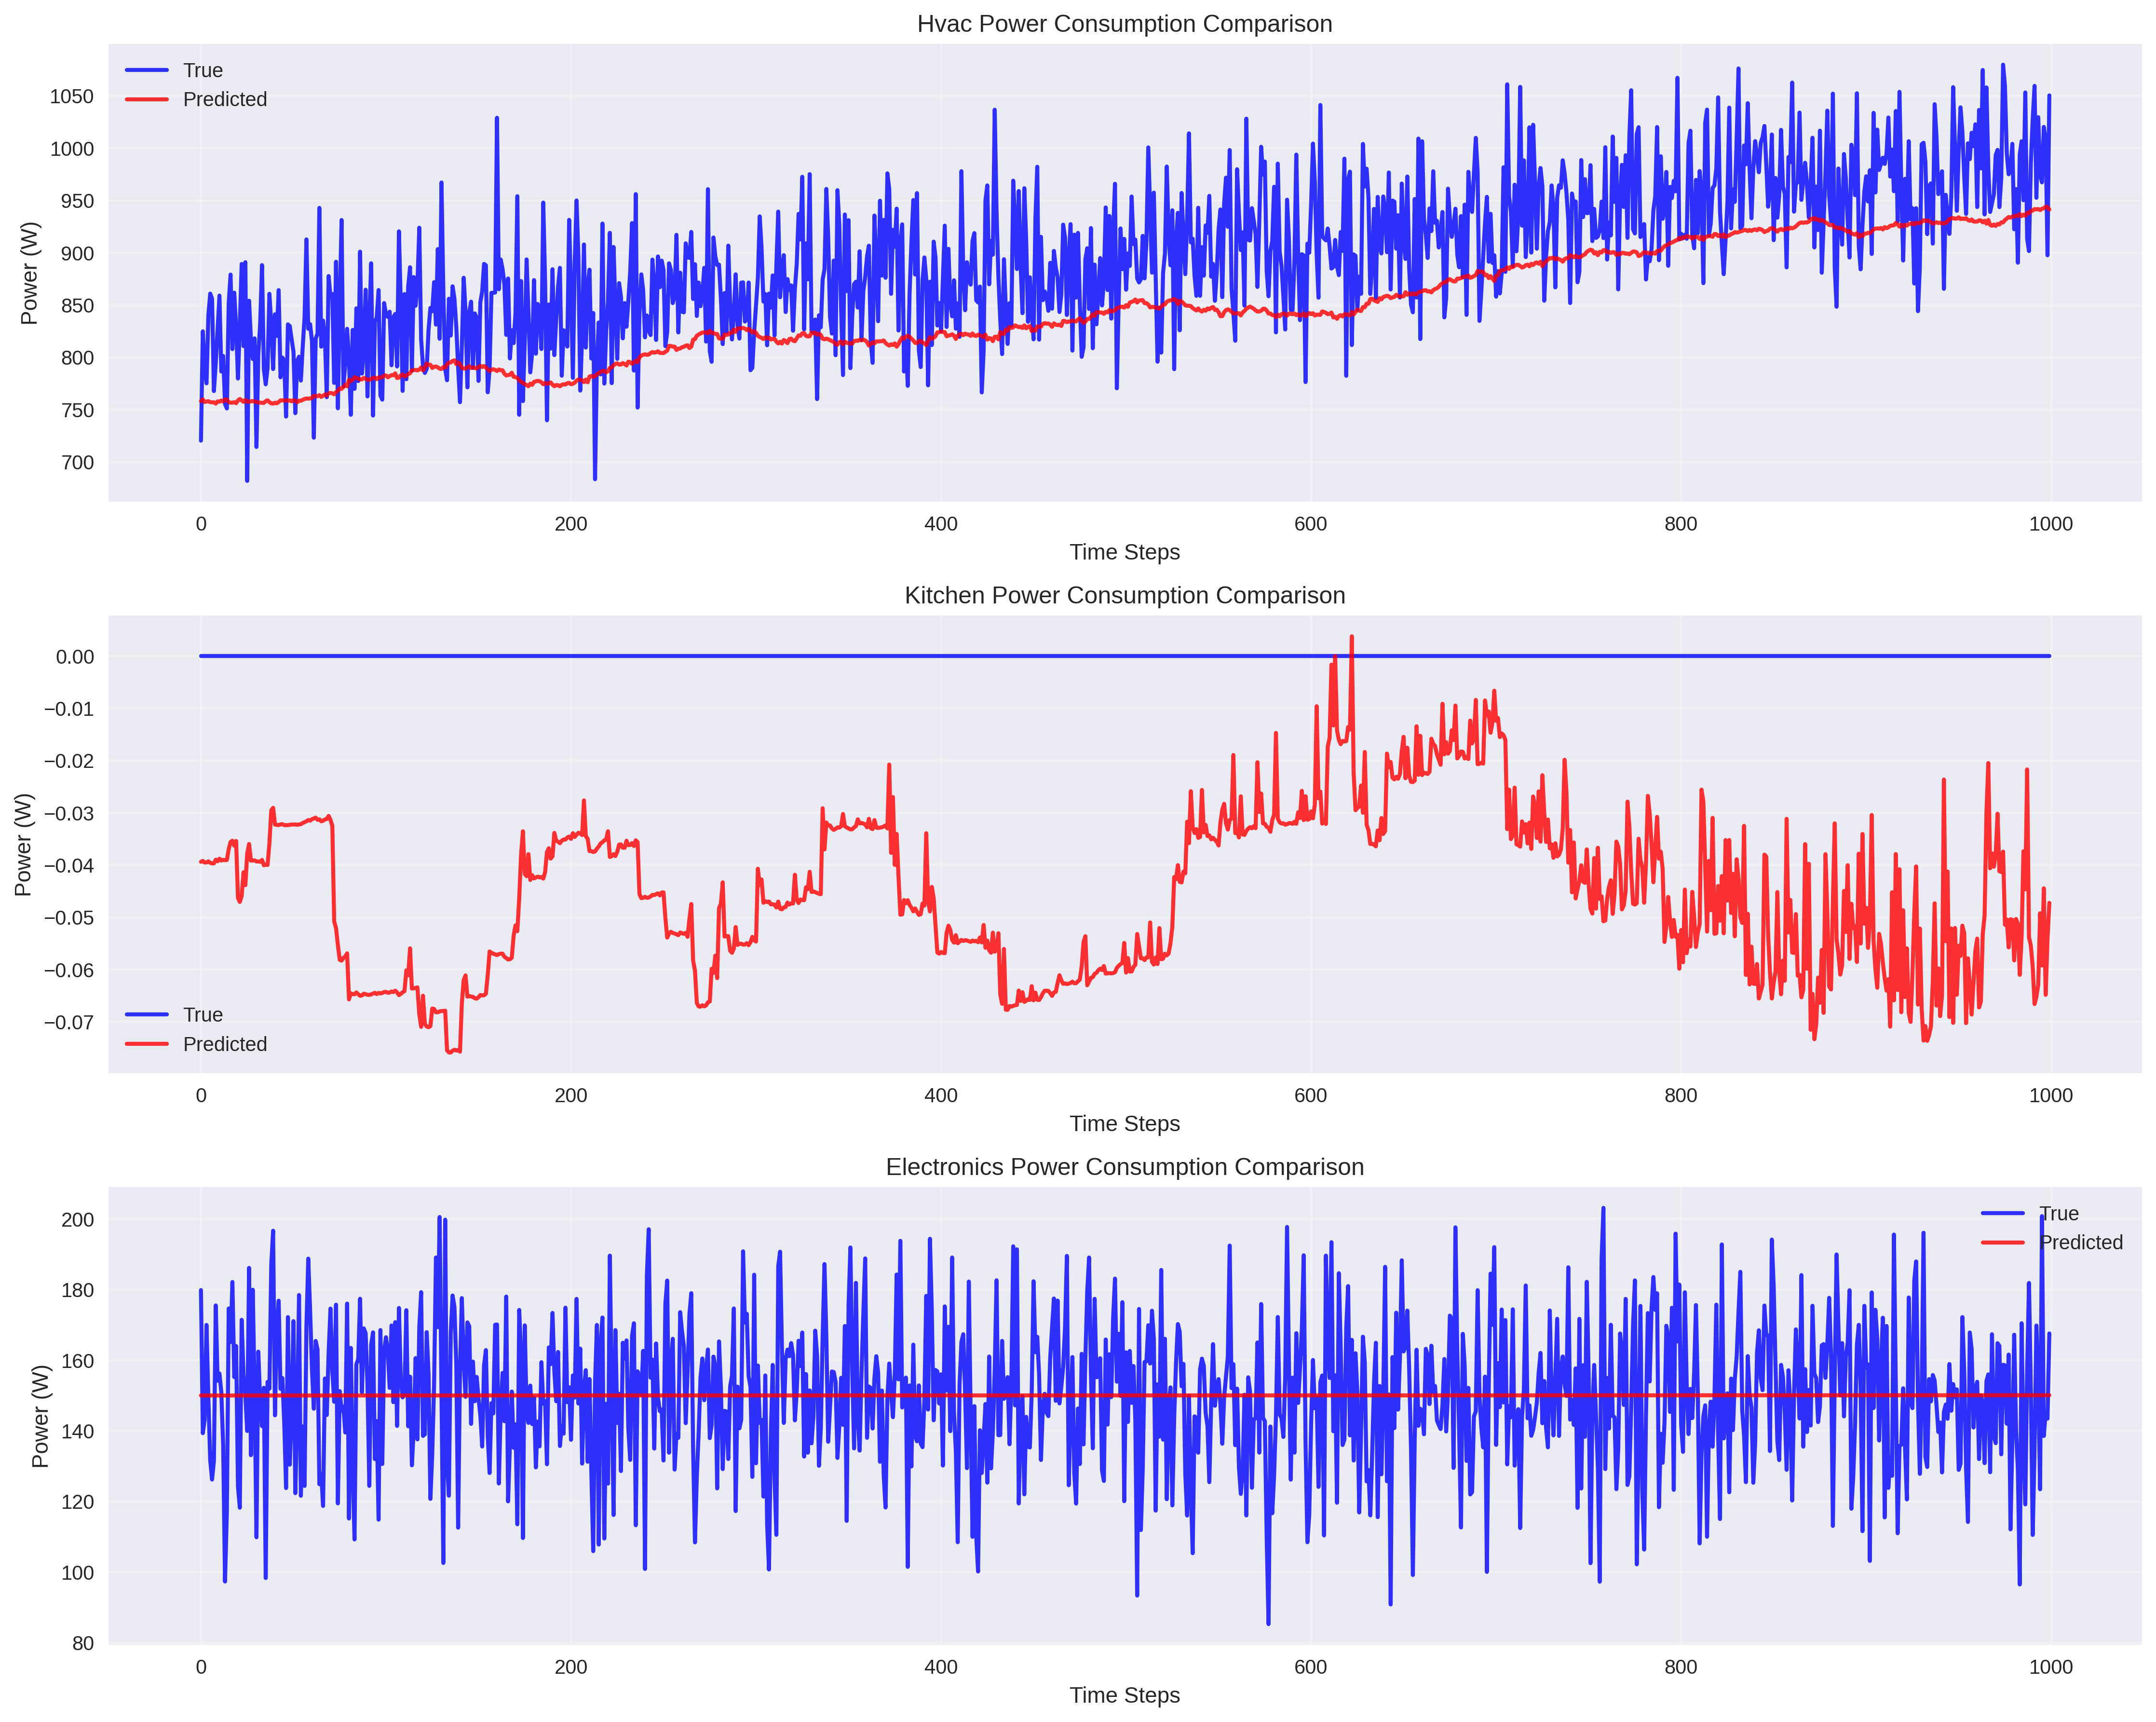 Hvac Power Consumption Comparison
True
Predicted
1050
1000
950
900
850
800
750
700
Power (W)
0 200 400 600 800 1000
Time Steps
Kitchen Power Consumption Comparison
0.00
−0.01
−0.02
−0.03
−0.04
−0.05
−0.06
−0.07
Power (W)
True
Predicted
0 200 400 600 800 1000
Time Steps
Electronics Power Consumption Comparison
True
Predicted
200
180
160
140
120
100
80
Power (W)
0 200 400 600 800 1000
Time Steps